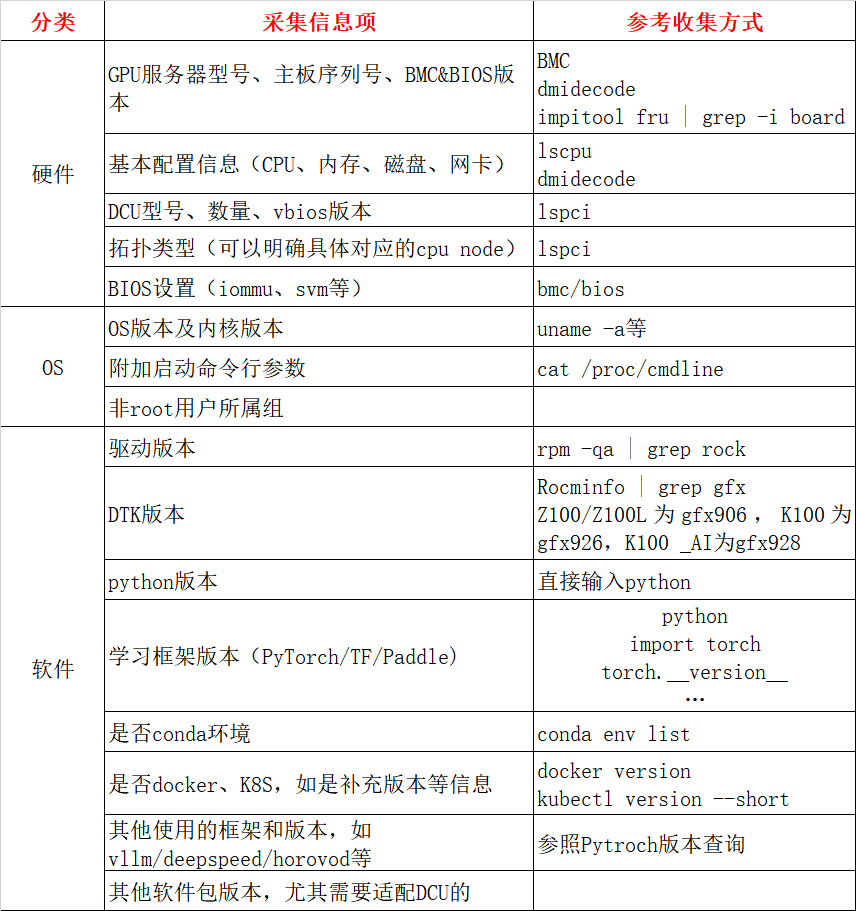 分类 采集信息项 参考收集方式
硬件
GPU服务器型号、主板序列号、BMC&BIOS版
本
BMC
dmidecode
impitool fru | grep -i board
基本配置信息（CPU、内存、磁盘、网卡）
lscpu
dmidecode
DCU型号、数量、vbios版本 lspci
拓扑类型（可以明确具体对应的cpu node） lspci
BIOS设置（iommu、svm等） bmc/bios
OS
OS版本及内核版本 uname -a等
附加启动命令行参数 cat /proc/cmdline
非root用户所属组
软件
驱动版本 rpm -qa | grep rock
DTK版本
Rocminfo | grep gfx
Z100/Z100L 为 gfx906 ， K100 为
gfx926，K100 _AI为gfx928
python版本 直接输入python
学习框架版本（PyTorch/TF/Paddle)
python
import torch
torch.__version__
…
是否conda环境 conda env list
是否docker、K8S，如是补充版本等信息
docker version
kubectl version --short
其他使用的框架和版本，如
vllm/deepspeed/horovod等
参照Pytroch版本查询
其他软件包版本，尤其需要适配DCU的